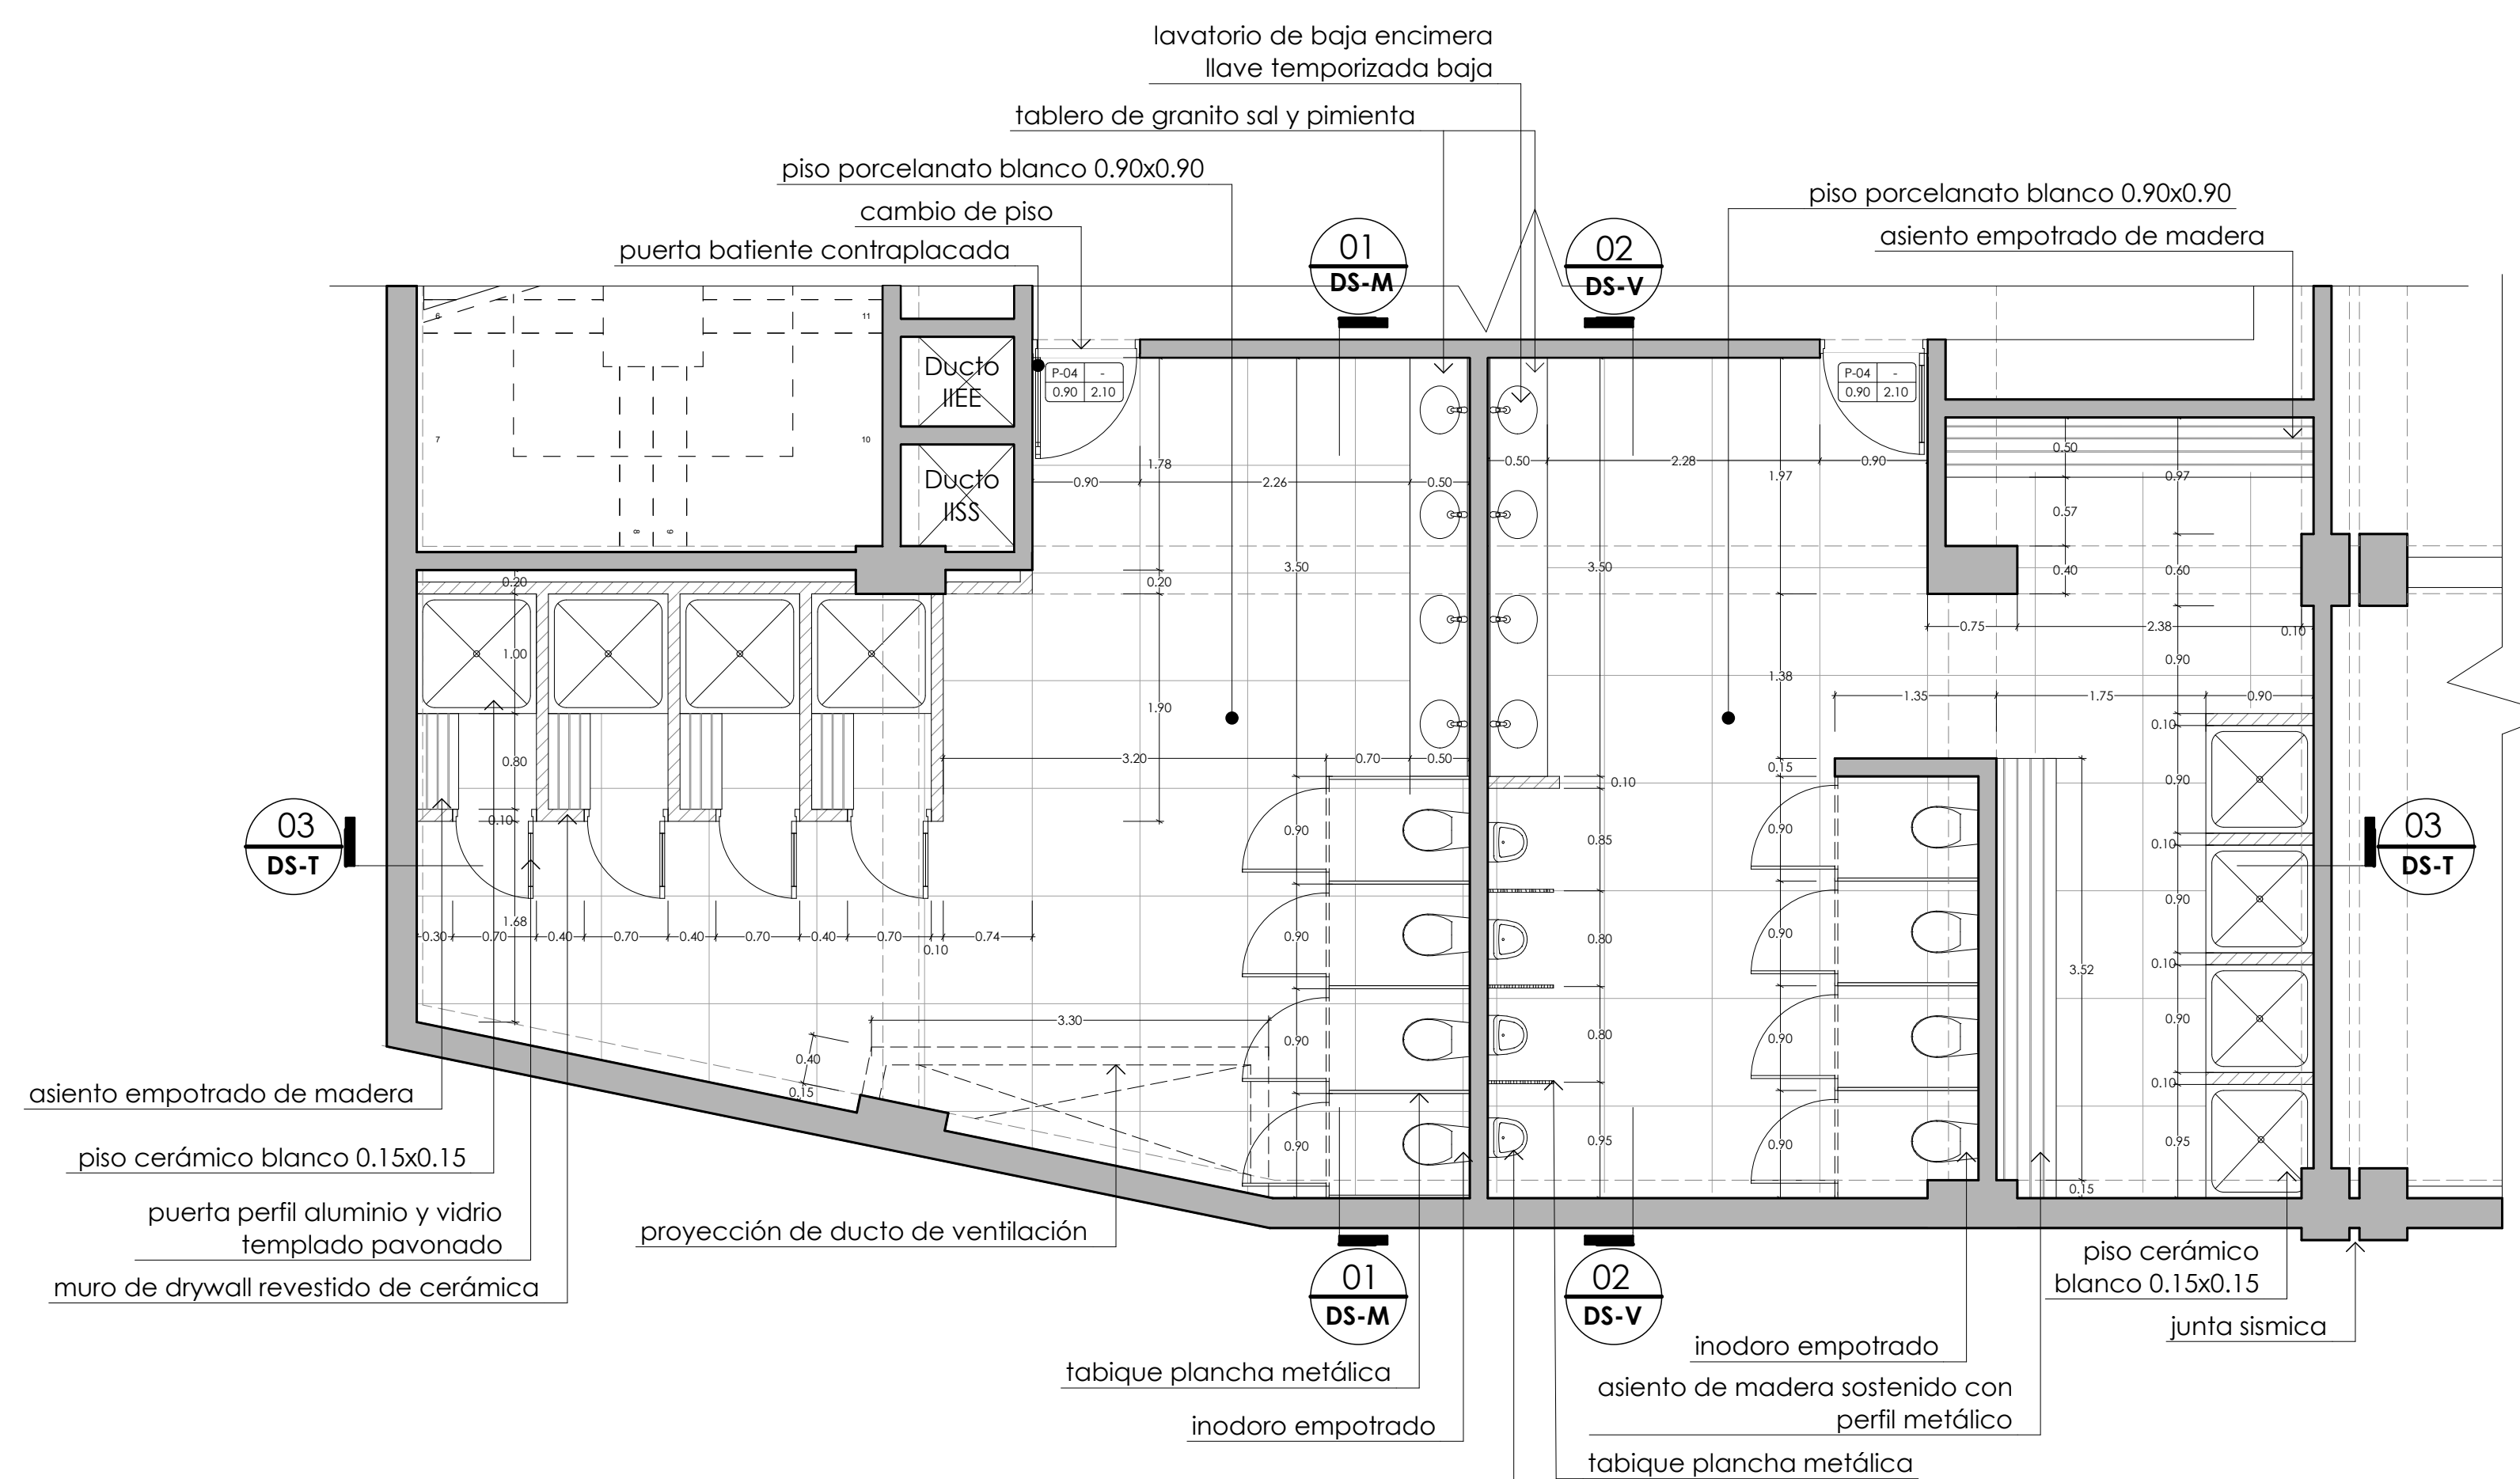 lavatorio de baja encimera
llave temporizada baja
tablero de granito sal y pimienta
piso porcelanato blanco 0.90x0.90
cambio de piso
puerta batiente contraplacada
piso porcelanato blanco 0.90x0.90
asiento empotrado de madera
01
DS-M
02
DS-V
6
11
7
10
8
9
Ducto
IIEE
Ducto
IISS
P-04 -
0.90 2.10
P-04 -
0.90 2.10
1.78
0.90
2.26
0.50
0.50
2.28
0.90
1.97
0.50
0.97
0.57
0.40
0.60
0.20
0.20
3.50
3.50
0.75
2.38
0.10
0.90
1.00
1.90
1.38
1.35
1.75
0.90
0.10
0.80
3.20
0.70
0.50
0.15
0.10
0.90
0.10
03
DS-T
03
DS-T
0.90
0.85
0.90
0.10
0.90
1.68
0.30
0.70
0.40
0.70
0.40
0.70
0.40
0.70
0.10
0.74
0.90
0.80
0.90
0.10
3.52
3.30
0.40
0.15
0.90
0.80
0.90
0.90
0.10
0.90
0.95
0.90
0.95
0.15
asiento empotrado de madera
piso cerámico blanco 0.15x0.15
puerta perfil aluminio y vidrio
templado pavonado
muro de drywall revestido de cerámica
proyección de ducto de ventilación
01
DS-M
02
DS-V
piso cerámico
blanco 0.15x0.15
junta sismica
tabique plancha metálica
inodoro empotrado
inodoro empotrado
asiento de madera sostenido con
perfil metálico
tabique plancha metálica